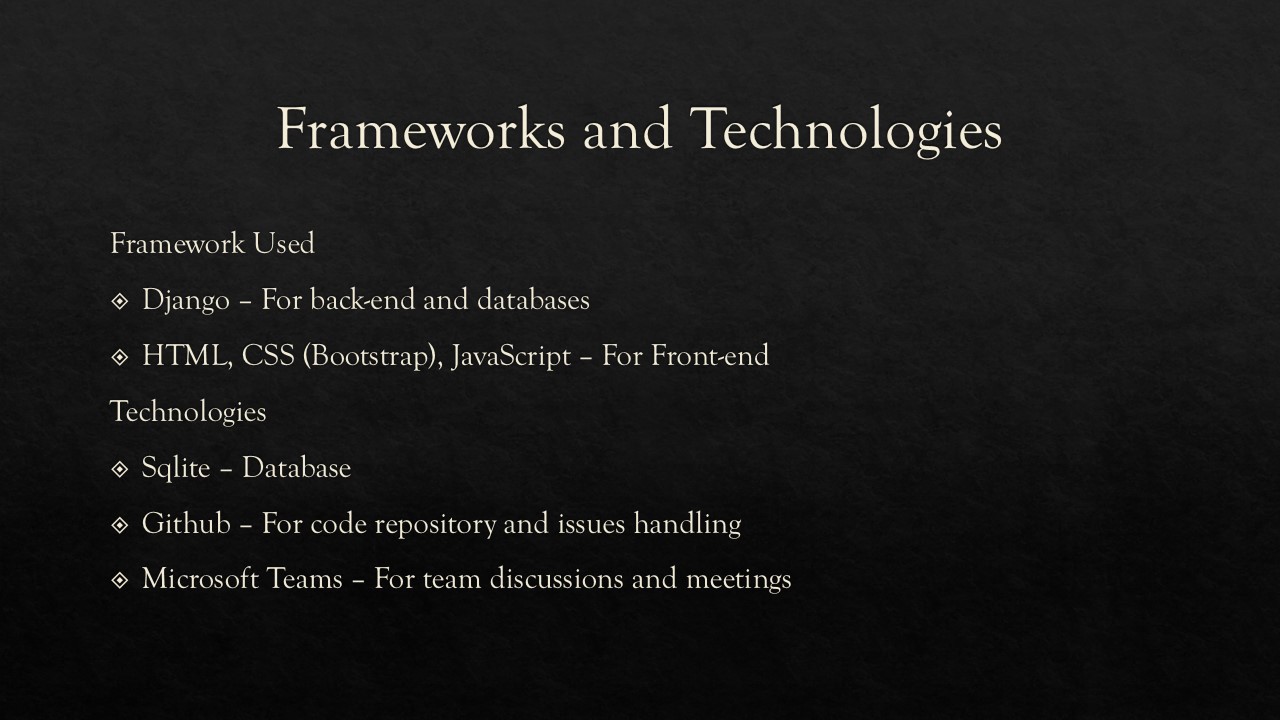 Frameworks and Technologies
Framework Used
Django – For back-end and databases
HTML, CSS (Bootstrap), JavaScript – For Front-end
Technologies
Sqlite – Database
Github – For code repository and issues handling
Microsoft Teams – For team discussions and meetings